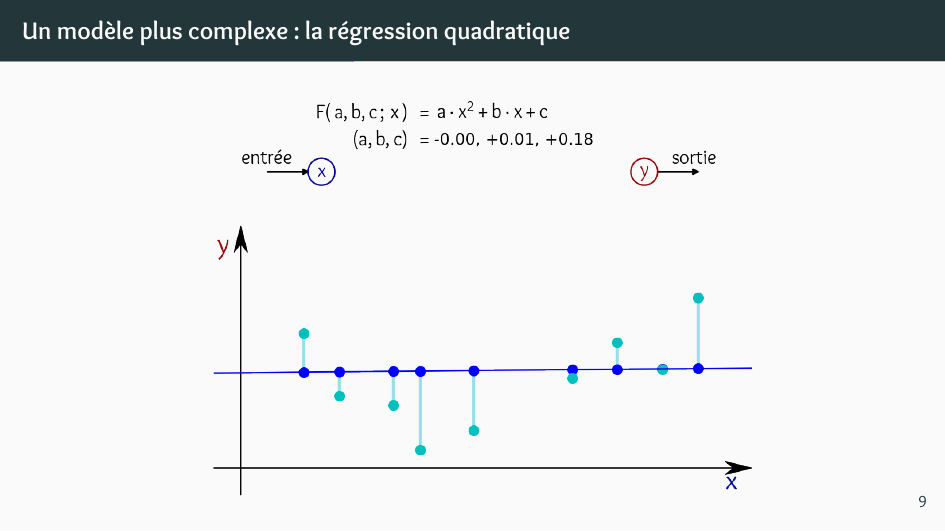 Un modèle plus complexe : la régression quadratique
F(a,b,c; x) = a · x² + b · x + c
(a,b,c) = -0.00, +0.01, +0.18
entrée
sortie
x
y
y
x
9